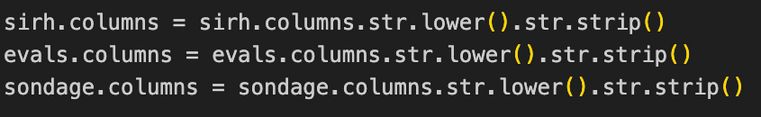 sirh.columns = sirh.columns.str.lower().str.strip()
evals.columns = evals.columns.str.lower().str.strip()
sondage.columns = sondage.columns.str.lower().str.strip()